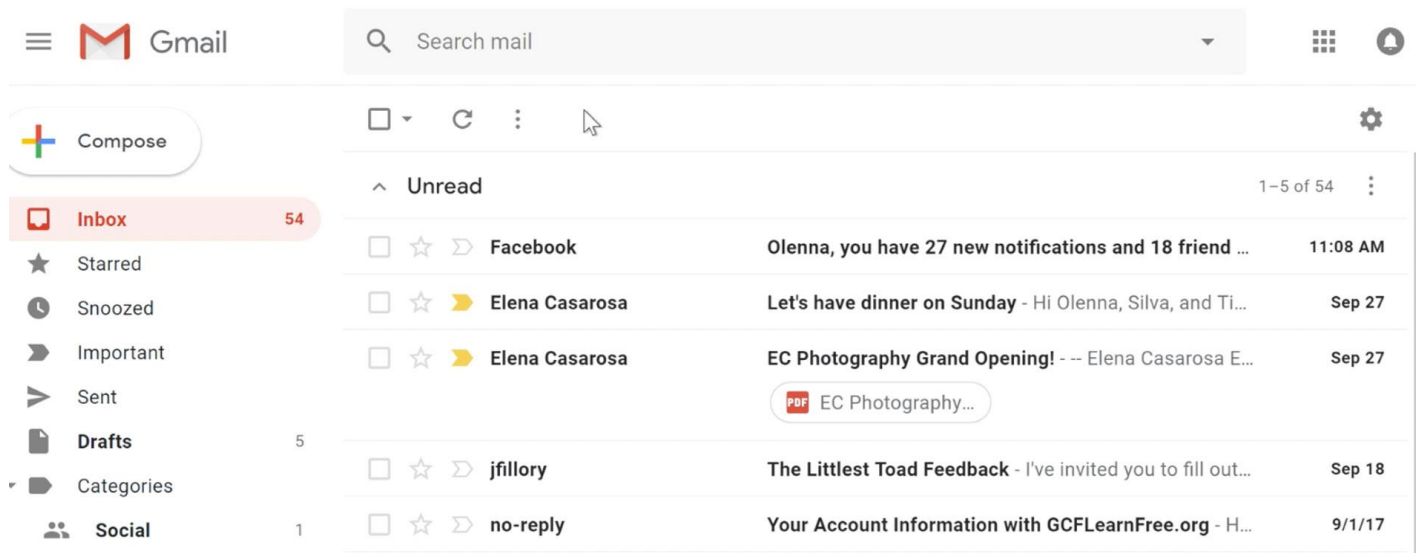 Gmail
Search mail
Compose
Inbox 54
Starred
Snoozed
Important
Sent
Drafts 5
Categories
Social 1
Unread 1–5 of 54
Facebook Olenna, you have 27 new notifications and 18 friend ... 11:08 AM
Elena Casarosa Let's have dinner on Sunday - Hi Olenna, Silva, and Ti... Sep 27
Elena Casarosa EC Photography Grand Opening! - -- Elena Casarosa E... Sep 27
PDF EC Photography...
jfillory The Littlest Toad Feedback - I've invited you to fill out... Sep 18
no-reply Your Account Information with GCFLearnFree.org - H... 9/1/17